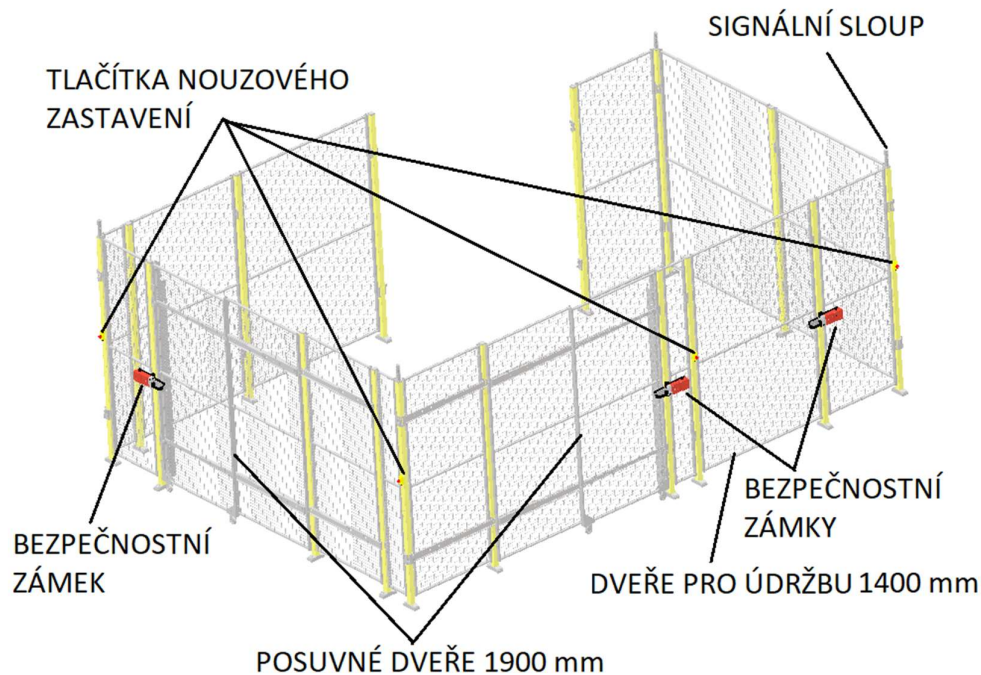 SIGNÁLNÍ SLOUP
TLAČÍTKA NOUZOVÉHO
ZASTAVENÍ
BEZPEČNOSTNÍ
ZÁMKY
BEZPEČNOSTNÍ
ZÁMEK
DVEŘE PRO ÚDRŽBU 1400 mm
POSUVNÉ DVEŘE 1900 mm